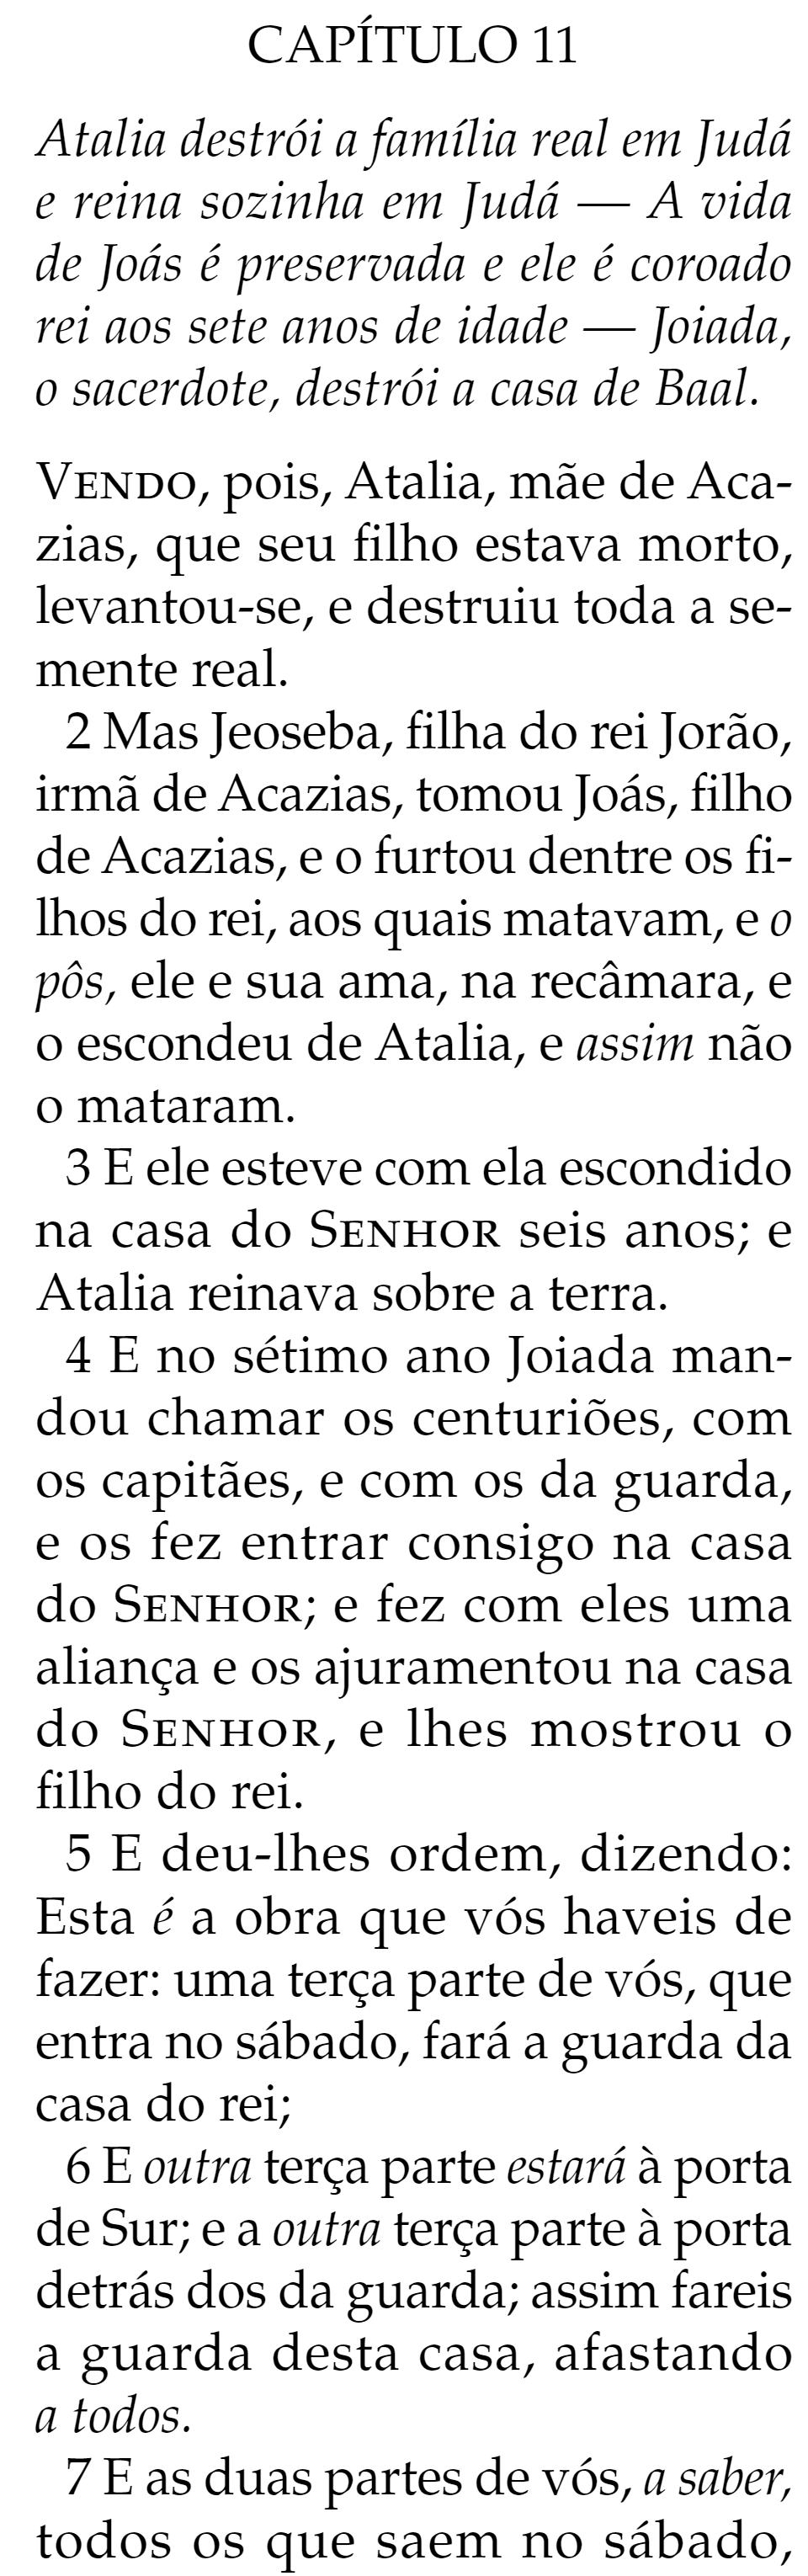 CAPÍTULO 11
Atalia destrói a família real em Judá
e reina sozinha em Judá — A vida
de Joás é preservada e ele é coroado
rei aos sete anos de idade — Joiada,
o sacerdote, destrói a casa de Baal.
VENDO, pois, Atalia, mãe de Aca-
zias, que seu filho estava morto,
levantou-se, e destruiu toda a se-
mente real.
2 Mas Jeoseba, filha do rei Jorão,
irmã de Acazias, tomou Joás, filho
de Acazias, e o furtou dentre os fi-
lhos do rei, aos quais matavam, e o
pôs, ele e sua ama, na recâmara, e
o escondeu de Atalia, e assim não
o mataram.
3 E ele esteve com ela escondido
na casa do SENHOR seis anos; e
Atalia reinava sobre a terra.
4 E no sétimo ano Joiada man-
dou chamar os centuriões, com
os capitães, e com os da guarda,
e os fez entrar consigo na casa
do SENHOR; e fez com eles uma
aliança e os ajuramentou na casa
do SENHOR, e lhes mostrou o
filho do rei.
5 E deu-lhes ordem, dizendo:
Esta é a obra que vós haveis de
fazer: uma terça parte de vós, que
entra no sábado, fará a guarda da
casa do rei;
6 E outra terça parte estará à porta
de Sur; e a outra terça parte à porta
detrás dos da guarda; assim fareis
a guarda desta casa, afastando
a todos.
7 E as duas partes de vós, a saber,
todos os que saem no sábado,